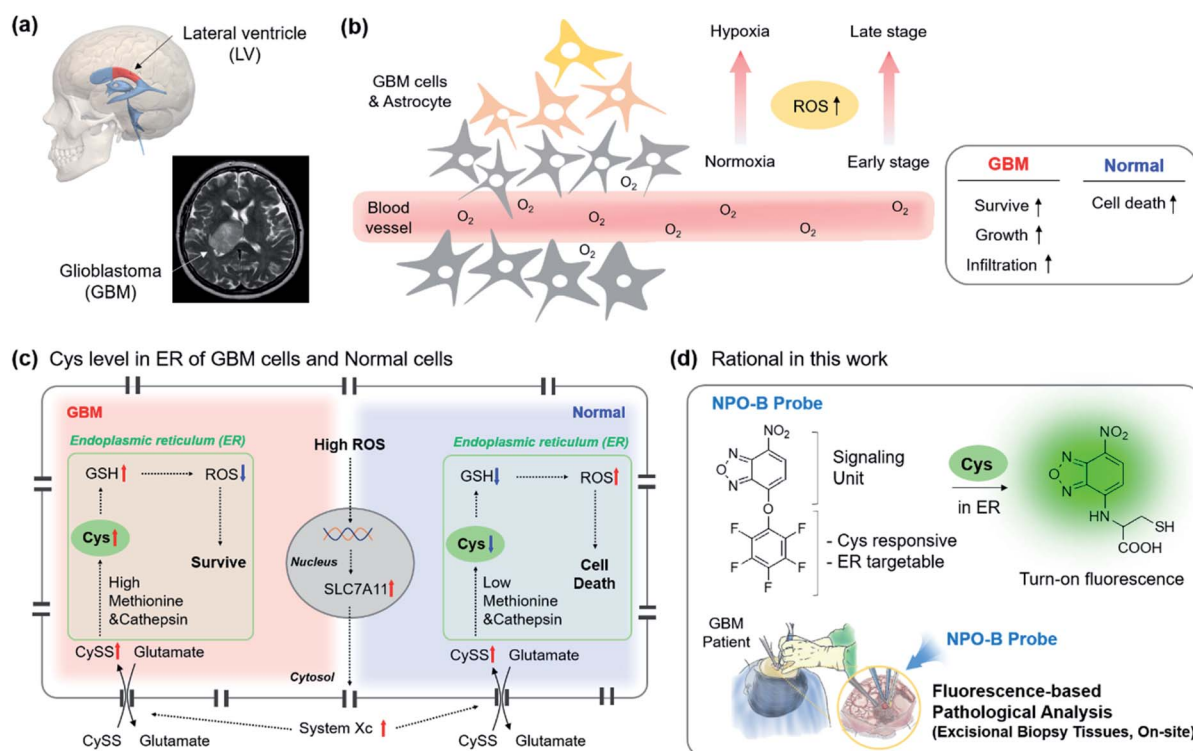 (a)
Lateral ventricle
(LV)
Glioblastoma
(GBM)
(b)
GBM cells
& Astrocyte
Hypoxia
Late stage
ROS
Normoxia
Early stage
O2
Blood
vessel
O2 O2 O2 O2 O2 O2 O2
O2
GBM
Normal
Survive
Cell death
Growth
Infiltration
(c) Cys level in ER of GBM cells and Normal cells
GBM
Endoplasmic reticulum (ER)
GSH
ROS
Cys
Survive
High
Methionine
&Cathepsin
CySS
Glutamate
CySS
Glutamate
High ROS
Nucleus
SLC7A11
Cytosol
System Xc
Normal
Endoplasmic reticulum (ER)
GSH
ROS
Cys
Cell
Death
Low
Methionine
&Cathepsin
CySS
Glutamate
CySS
Glutamate
(d) Rational in this work
NPO-B Probe
NO2
N
O
N
O
F
F
F
F
F
Signaling
Unit
- Cys responsive
- ER targetable
Cys
in ER
NO2
N
O
N
HN
SH
COOH
Turn-on fluorescence
GBM
Patient
NPO-B Probe
Fluorescence-based
Pathological Analysis
(Excisional Biopsy Tissues, On-site)